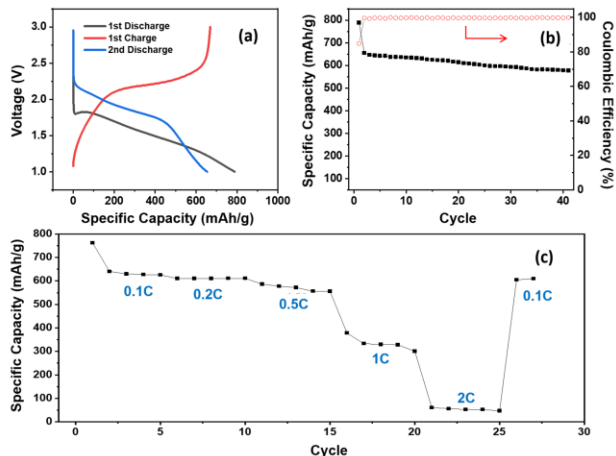 1st Discharge
1st Charge
2nd Discharge
(a)
Voltage (V)
3.0
2.5
2.0
1.5
1.0
0 200 400 600 800 1000
Specific Capacity (mAh/g)
(b)
Specific Capacity (mAh/g)
800
700
600
500
400
300
200
100
0 10 20 30 40
Cycle
100
80
60
40
20
0
Coulombic Efficiency (%)
(c)
Specific Capacity (mAh/g)
800
700
600
500
400
300
200
100
0
0.1C
0.2C
0.5C
1C
2C
0.1C
0 5 10 15 20 25 30
Cycle